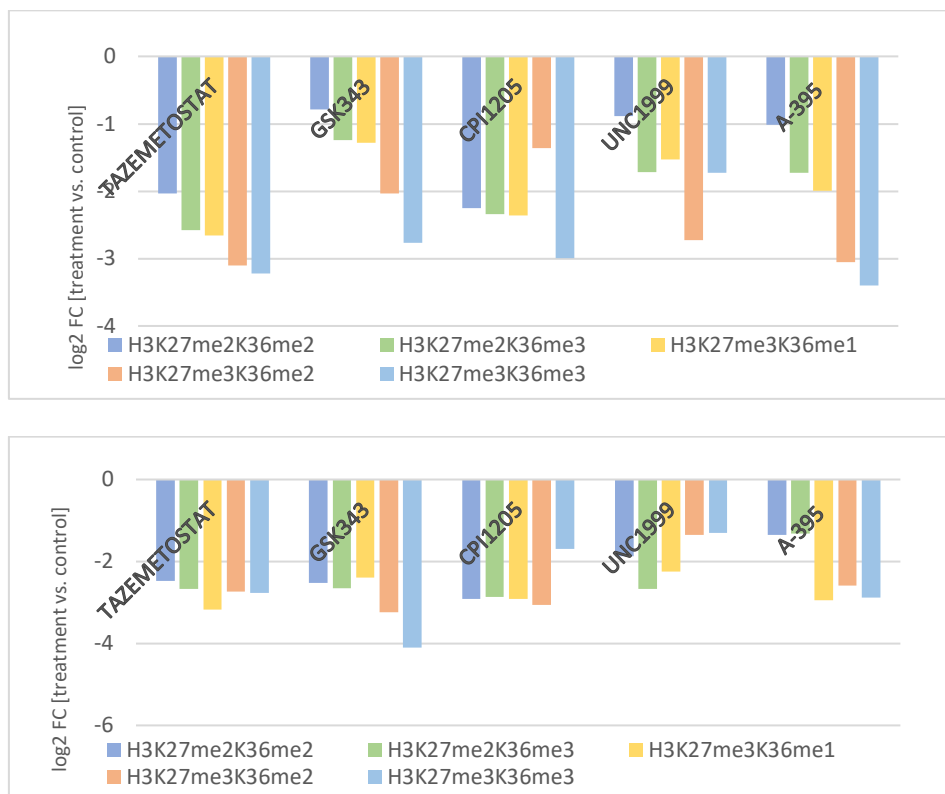 0
-1
-2
-3
-4
log2 FC [treatment vs. control]
TAZEMETOSTAT
GSK343
CPI1205
UNC1999
A-395
H3K27me2K36me2 H3K27me2K36me3 H3K27me3K36me1
H3K27me3K36me2 H3K27me3K36me3
0
-2
-4
-6
log2 FC [treatment vs. control]
TAZEMETOSTAT
GSK343
CPI1205
UNC1999
A-395
H3K27me2K36me2 H3K27me2K36me3 H3K27me3K36me1
H3K27me3K36me2 H3K27me3K36me3